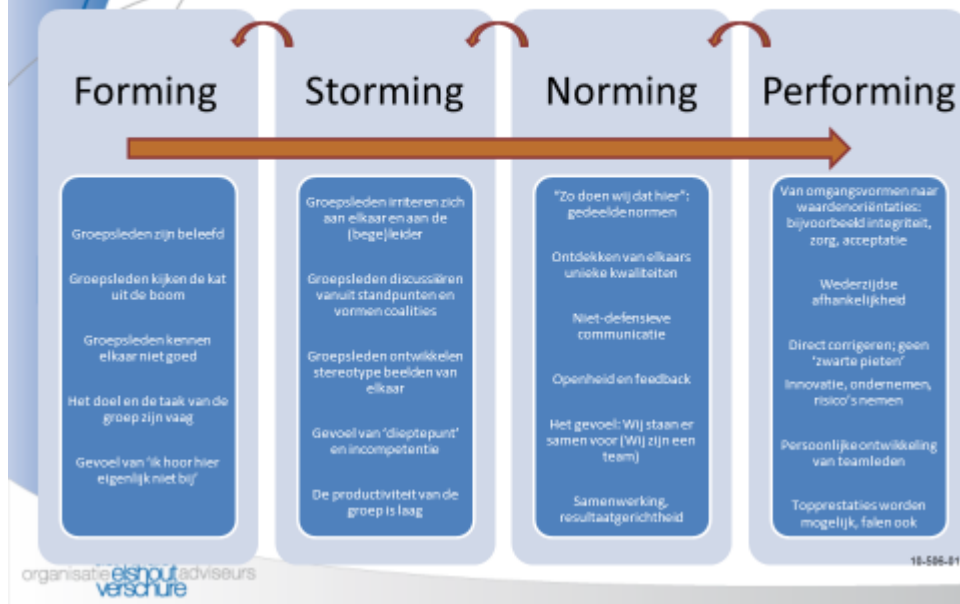 Forming
Groepsleden zijn beleefd
Groepsleden kijken de kat
uit de boom
Groepsleden kennen
elkaar niet goed
Het doel en de taak van de
groep zijn vaag
Gevoel van ‘ik hoor hier
eigenlijk niet bij’
Storming
Groepsleden irriteren zich
aan elkaar en aan de
(bege)leider
Groepsleden discussiëren
vanuit standpunten en
vormen coalities
Groepsleden ontwikkelen
stereotype beelden van
elkaar
Gevoel van ‘dieptepunt’
en incompetentie
De productiviteit van de
groep is laag
Norming
“Zo doen wij dat hier”:
gedeelde normen
Ontdekken van elkaars
unieke kwaliteiten
Niet-defensieve
communicatie
Openheid en feedback
Het gevoel: Wij staan er
samen voor (Wij zijn een
team)
Samenwerking,
resultaatgerichtheid
Performing
Van omgangsvormen naar
waardenoriëntaties:
bijvoorbeeld integriteit,
zorg, acceptatie
Wederzijdse
afhankelijkheid
Direct corrigeren; geen
‘zwarte pieten’
Innovatie, ondernemen,
risico’s nemen
Persoonlijke ontwikkeling
van teamleden
Topprestaties worden
mogelijk, falen ook
organisatie elshout adviseurs
verschure